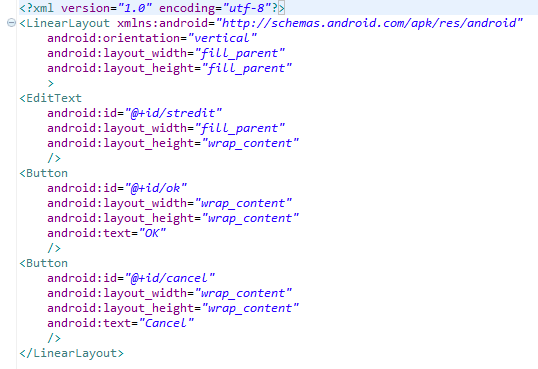 <?xml version="1.0" encoding="utf-8"?>
<LinearLayout xmlns:android="http://schemas.android.com/apk/res/android"
    android:orientation="vertical"
    android:layout_width="fill_parent"
    android:layout_height="fill_parent"
    >
<EditText
    android:id="@+id/stredit"
    android:layout_width="fill_parent"
    android:layout_height="wrap_content"
    />
<Button
    android:id="@+id/ok"
    android:layout_width="wrap_content"
    android:layout_height="wrap_content"
    android:text="OK"
    />
<Button
    android:id="@+id/cancel"
    android:layout_width="wrap_content"
    android:layout_height="wrap_content"
    android:text="Cancel"
    />
</LinearLayout>